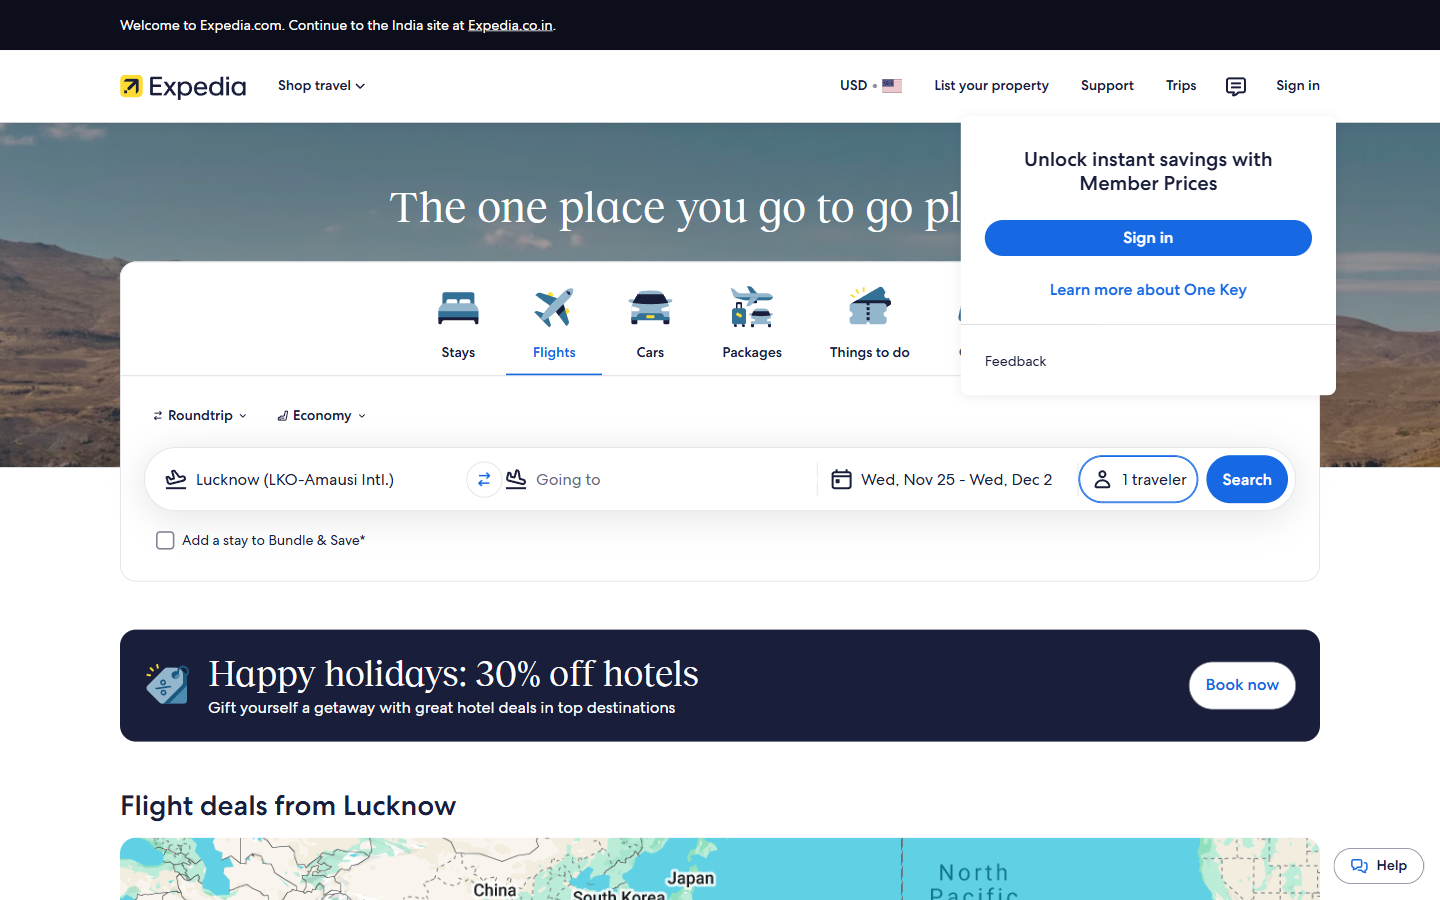 Welcome to Expedia.com. Continue to the India site at Expedia.co.in.
Expedia
Shop travel
USD
List your property
Support
Trips
Sign in
Unlock instant savings with
Member Prices
Sign in
Learn more about One Key
Feedback
The one place you go to go pl
Stays
Flights
Cars
Packages
Things to do
Roundtrip
Economy
Lucknow (LKO-Amausi Intl.)
Going to
Wed, Nov 25 - Wed, Dec 2
1 traveler
Search
Add a stay to Bundle & Save*
Happy holidays: 30% off hotels
Gift yourself a getaway with great hotel deals in top destinations
Book now
Flight deals from Lucknow
China
Japan
South Korea
North
Pacific
Help